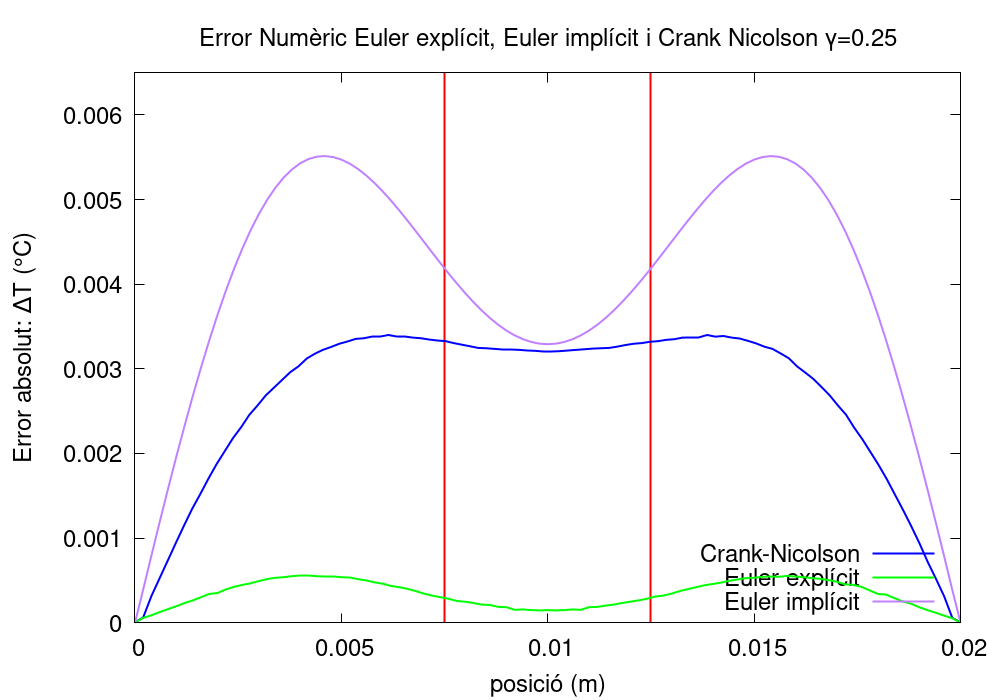 Error Numèric Euler explícit, Euler implícit i Crank Nicolson γ=0.25
Error absolut: ΔT (°C)
0.006
0.005
0.004
0.003
0.002
0.001
0
Crank-Nicolson
Euler explícit
Euler implícit
0 0.005 0.01 0.015 0.02
posició (m)